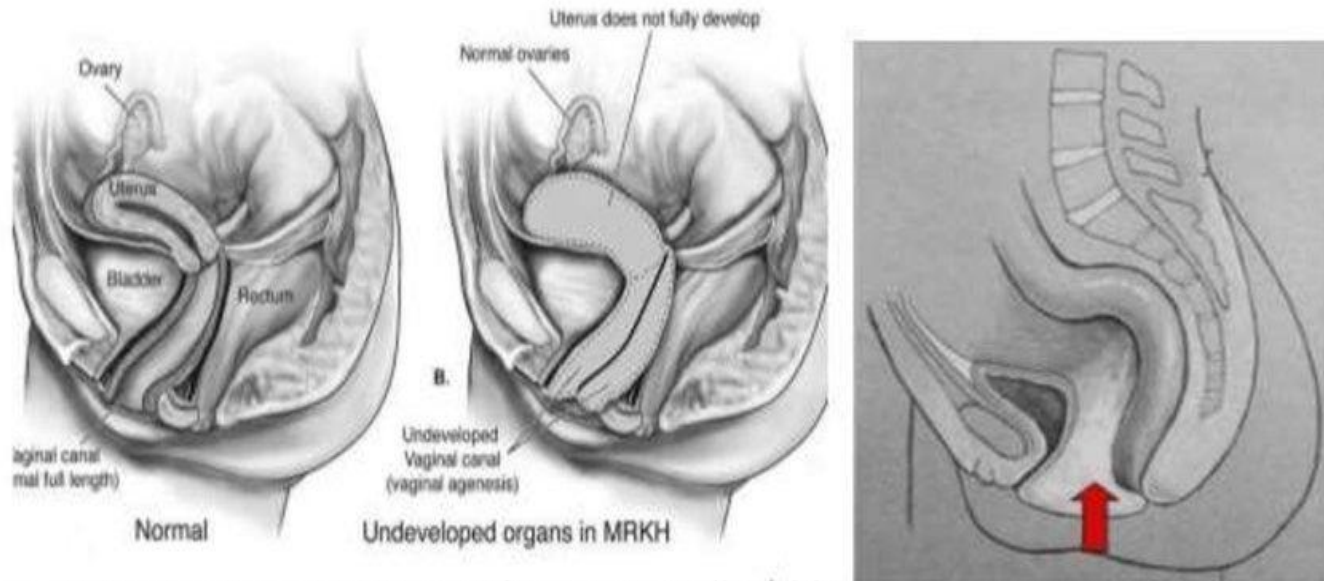 Ovary
Uterus
Bladder
Rectum
aginal canal
mal full length)
Normal
Uterus does not fully develop
Normal ovaries
B.
Undeveloped
Vaginal canal
(vaginal agenesis)
Undeveloped organs in MRKH